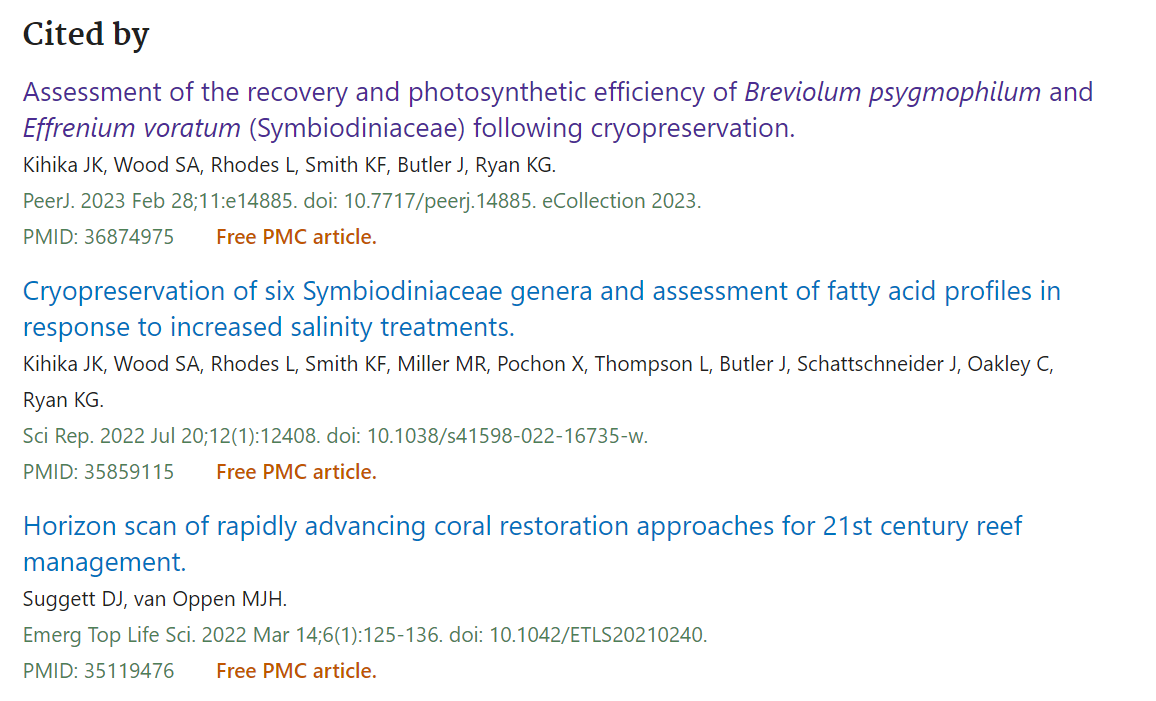 Cited by
Assessment of the recovery and photosynthetic efficiency of Breviolum psygmophilum and
Effrenium voratum (Symbiodiniaceae) following cryopreservation.
Kihika JK, Wood SA, Rhodes L, Smith KF, Butler J, Ryan KG.
PeerJ. 2023 Feb 28;11:e14885. doi: 10.7717/peerj.14885. eCollection 2023.
PMID: 36874975 Free PMC article.
Cryopreservation of six Symbiodiniaceae genera and assessment of fatty acid profiles in
response to increased salinity treatments.
Kihika JK, Wood SA, Rhodes L, Smith KF, Miller MR, Pochon X, Thompson L, Butler J, Schattschneider J, Oakley C,
Ryan KG.
Sci Rep. 2022 Jul 20;12(1):12408. doi: 10.1038/s41598-022-16735-w.
PMID: 35859115 Free PMC article.
Horizon scan of rapidly advancing coral restoration approaches for 21st century reef
management.
Suggett DJ, van Oppen MJH.
Emerg Top Life Sci. 2022 Mar 14;6(1):125-136. doi: 10.1042/ETLS20210240.
PMID: 35119476 Free PMC article.